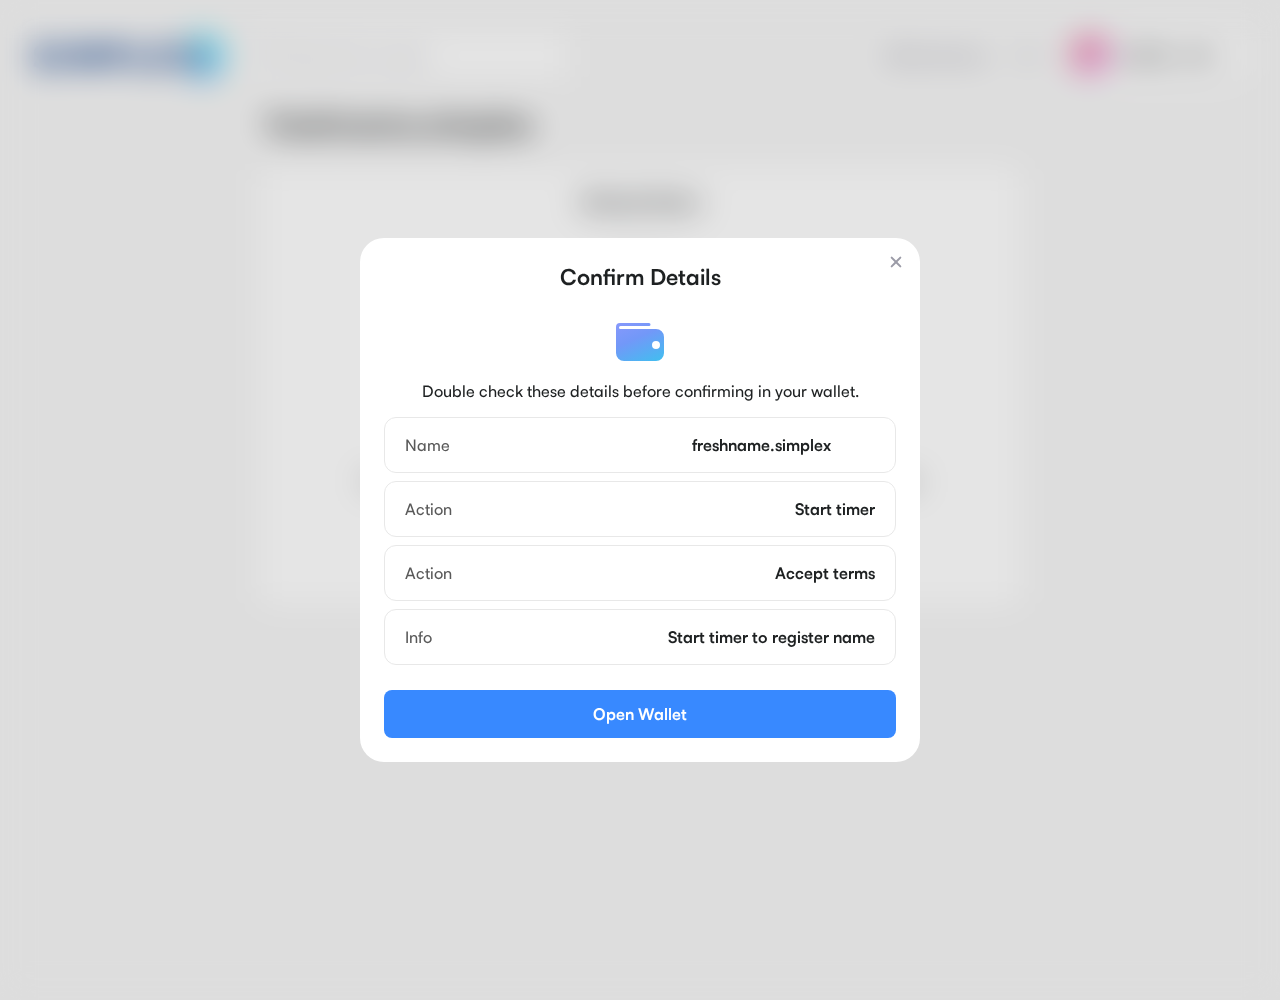 Confirm Details
Double check these details before confirming in your wallet.
Name freshname.simplex
Action Start timer
Action Accept terms
Info Start timer to register name
Open Wallet